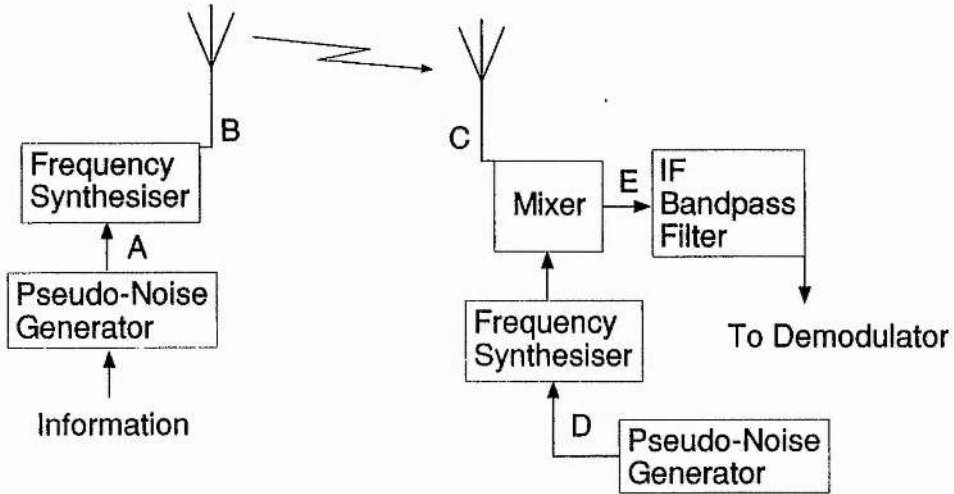 B
Frequency
Synthesiser
A
Pseudo-Noise
Generator
Information
C
Mixer
E
IF
Bandpass
Filter
To Demodulator
Frequency
Synthesiser
D
Pseudo-Noise
Generator